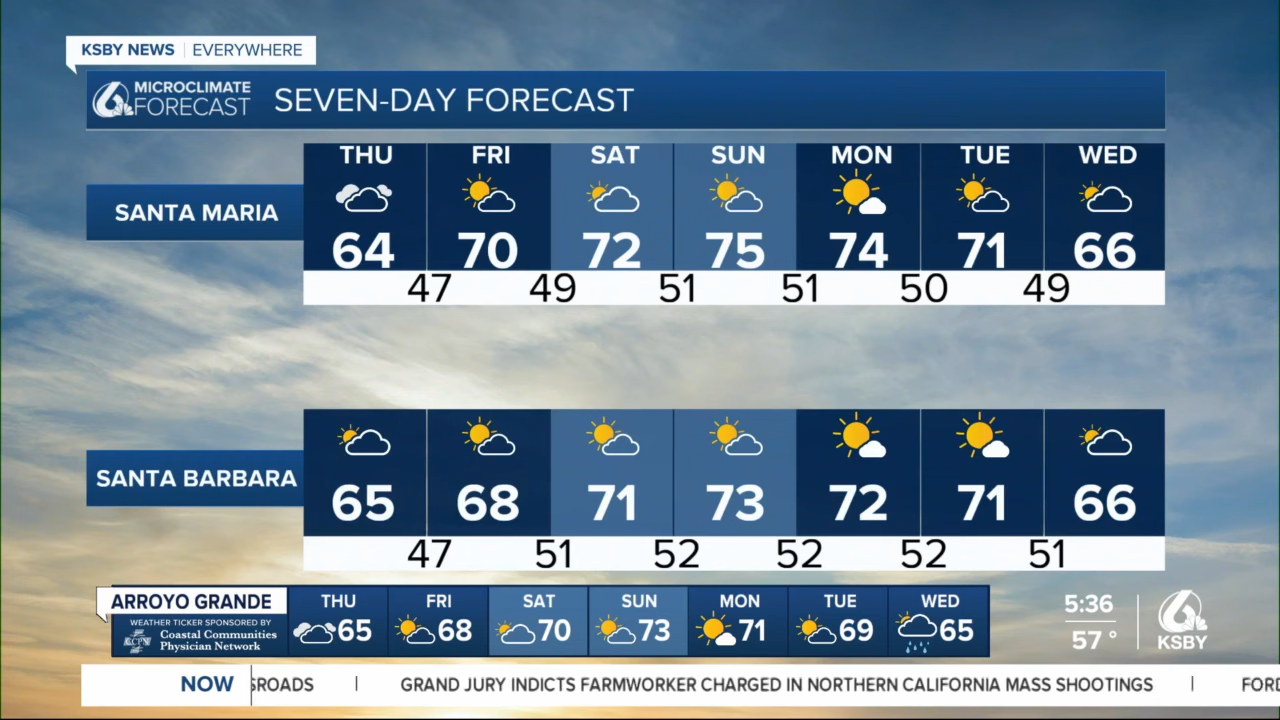 KSBY NEWS | EVERYWHERE
6 MICROCLIMATE FORECAST SEVEN-DAY FORECAST
THU FRI SAT SUN MON TUE WED
SANTA MARIA
64 70 72 75 74 71 66
47 49 51 51 50 49
SANTA BARBARA
65 68 71 73 72 71 66
47 51 52 52 52 51
ARROYO GRANDE THU FRI SAT SUN MON TUE WED
WEATHER TICKER SPONSORED BY
Coastal Communities
Physician Network
65 68 70 73 71 69 65
5:36
57 °
6
KSBY
NOW SROADS | GRAND JURY INDICTS FARMWORKER CHARGED IN NORTHERN CALIFORNIA MASS SHOOTINGS | FORD